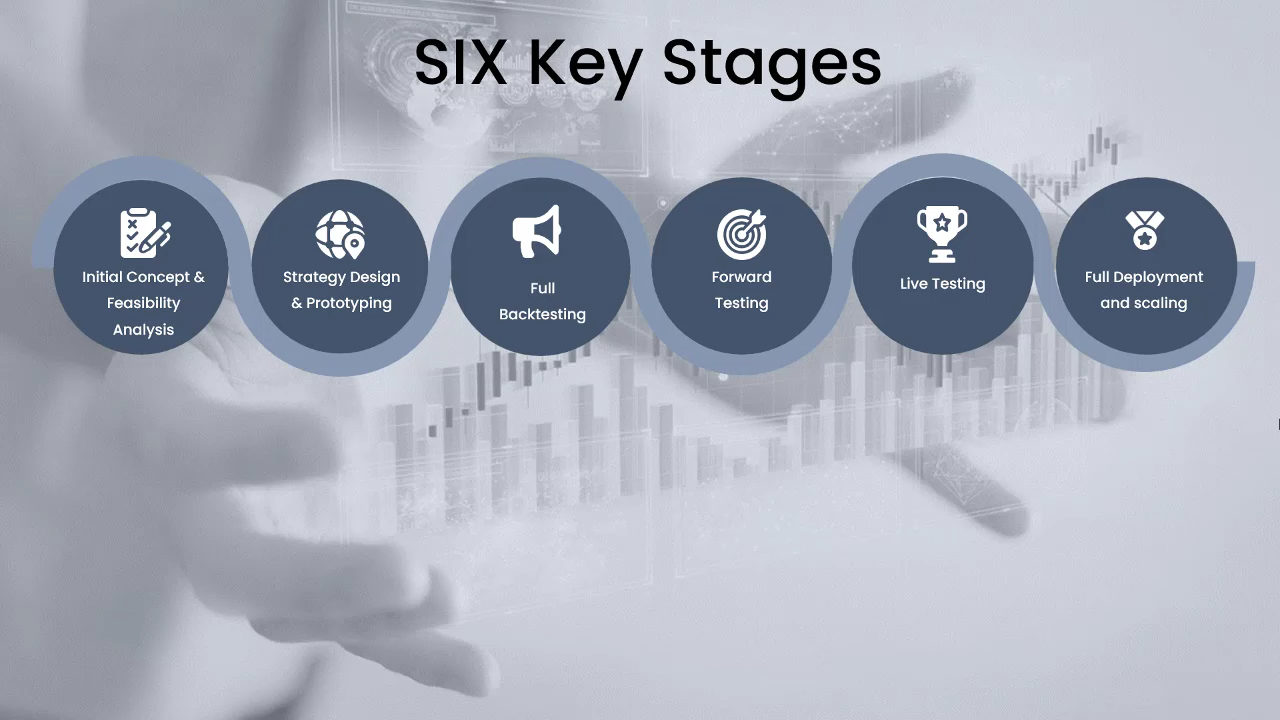 SIX Key Stages
Initial Concept &
Feasibility
Analysis
Strategy Design
& Prototyping
Full
Backtesting
Forward
Testing
Live Testing
Full Deployment
and scaling